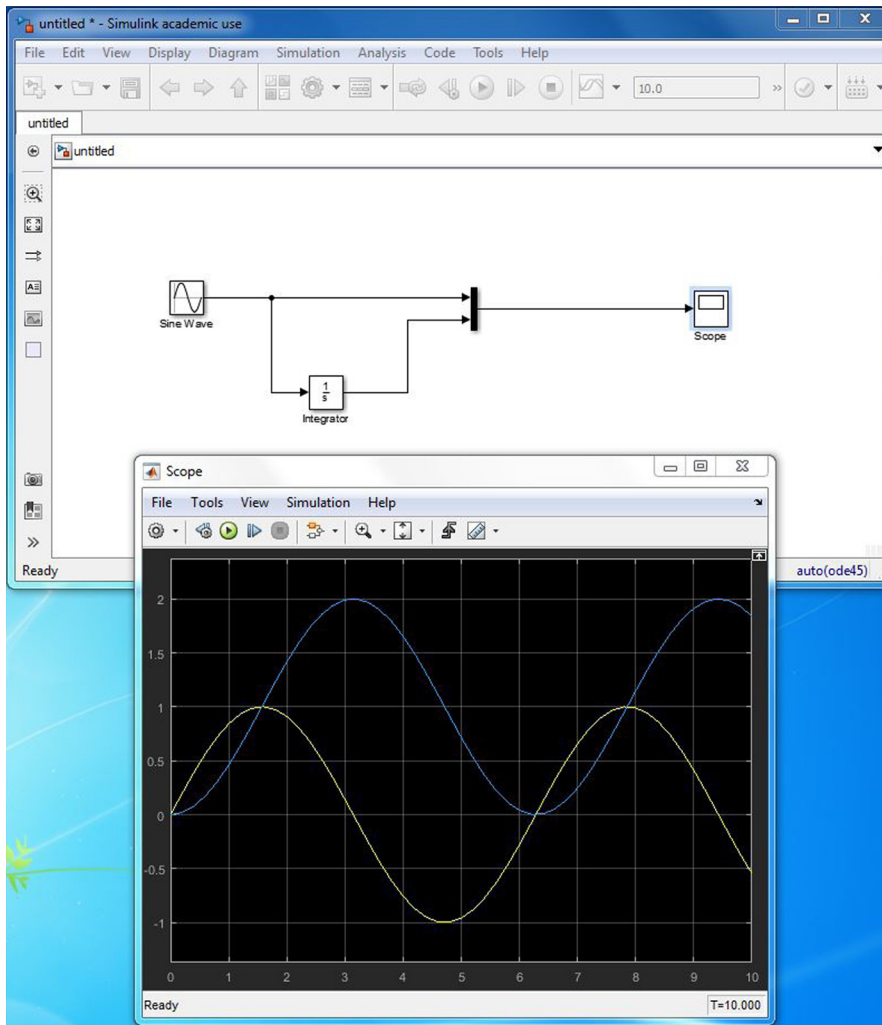 untitled * - Simulink academic use
File Edit View Display Diagram Simulation Analysis Code Tools Help
10.0
untitled
untitled
Sine Wave
1
s
Integrator
Scope
Ready auto(ode45)
Scope
File Tools View Simulation Help
2
1.5
1
0.5
0
-0.5
-1
0 1 2 3 4 5 6 7 8 9 10
Ready T=10.000